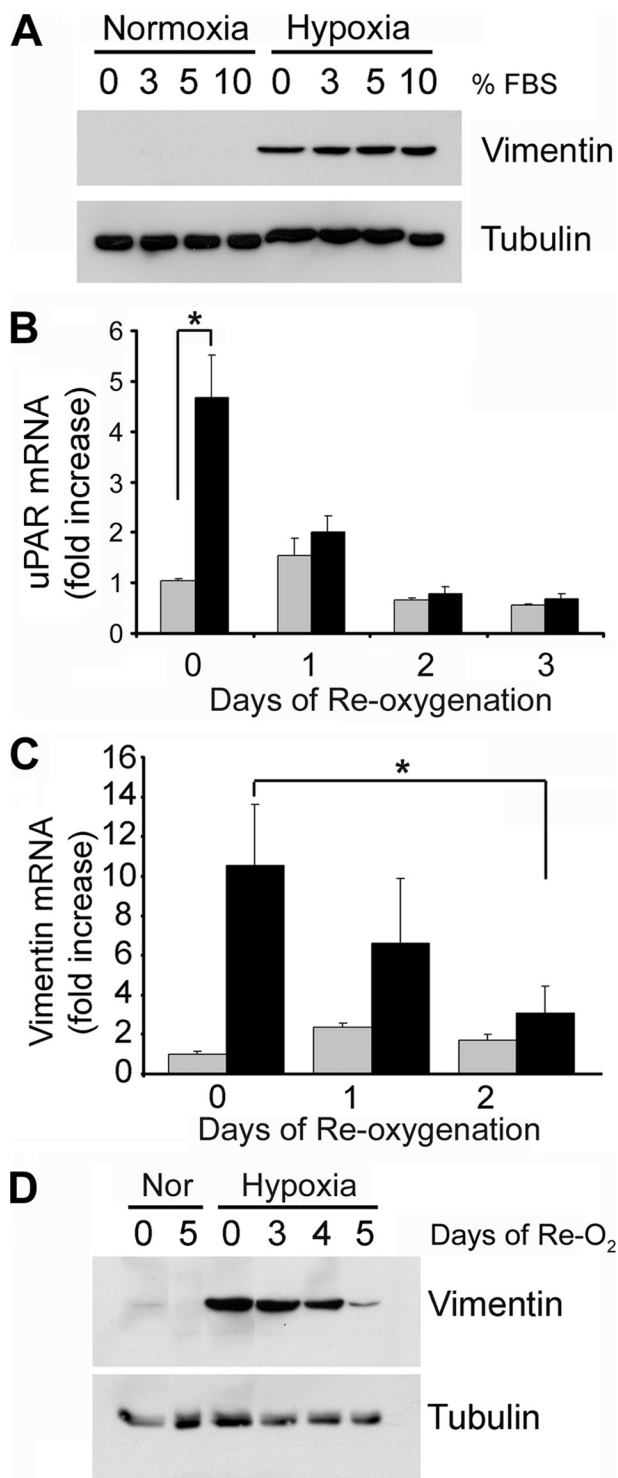 A Normoxia Hypoxia
0 3 5 10 0 3 5 10 % FBS
Vimentin
Tubulin
B
*
6
5
4
3
2
1
0
uPAR mRNA
(fold increase)
0 1 2 3
Days of Re-oxygenation
C
*
16
14
12
10
8
6
4
2
0
Vimentin mRNA
(fold increase)
0 1 2
Days of Re-oxygenation
D Nor Hypoxia
0 5 0 3 4 5 Days of Re-O₂
Vimentin
Tubulin